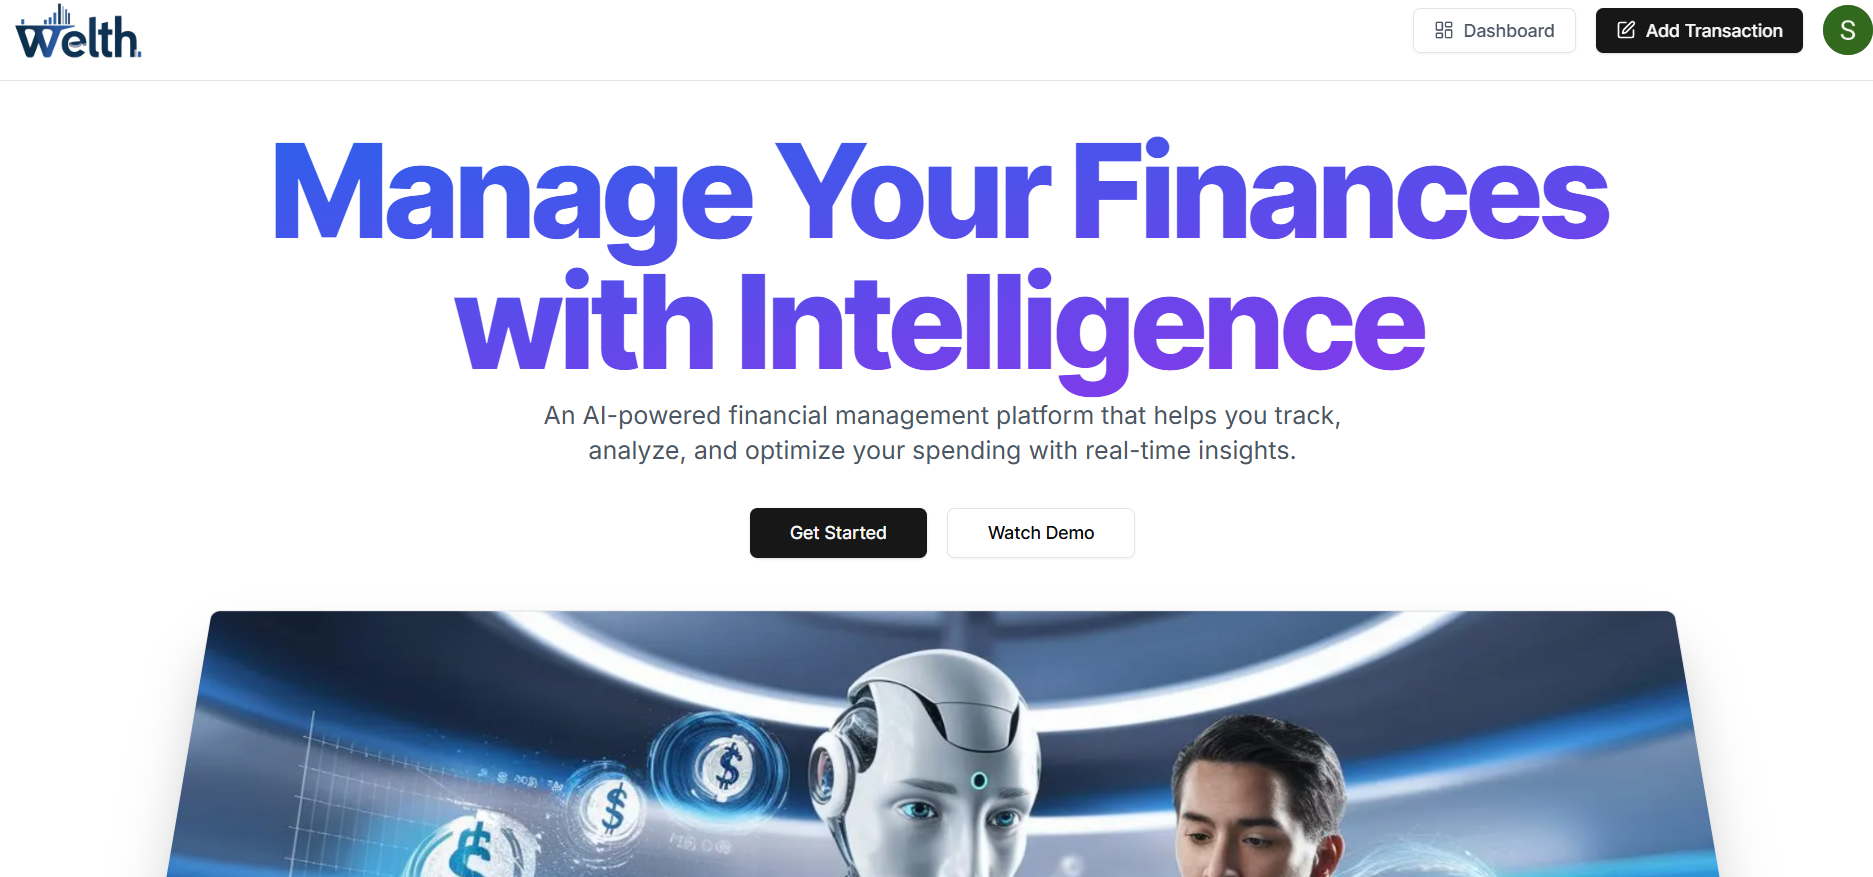 Welth
Dashboard
Add Transaction
S
Manage Your Finances
with Intelligence
An AI-powered financial management platform that helps you track,
analyze, and optimize your spending with real-time insights.
Get Started
Watch Demo
$
$
$